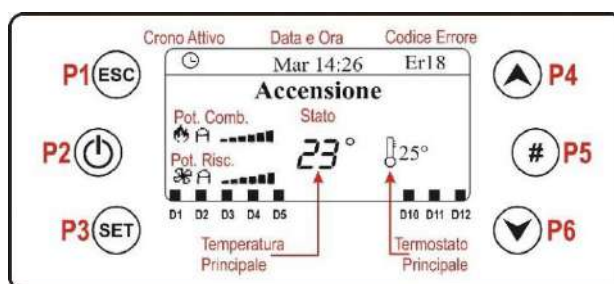 Crono Attivo Data e Ora Codice Errore
P1 ESC Mar 14:26 Er18 P4
Accensione
Pot. Comb. Stato
P2 A 23° 25° # P5
Pot. Risc.
A
D1 D2 D3 D4 D5 D10 D11 D12
P3 SET Temperatura Principale Termostato Principale P6